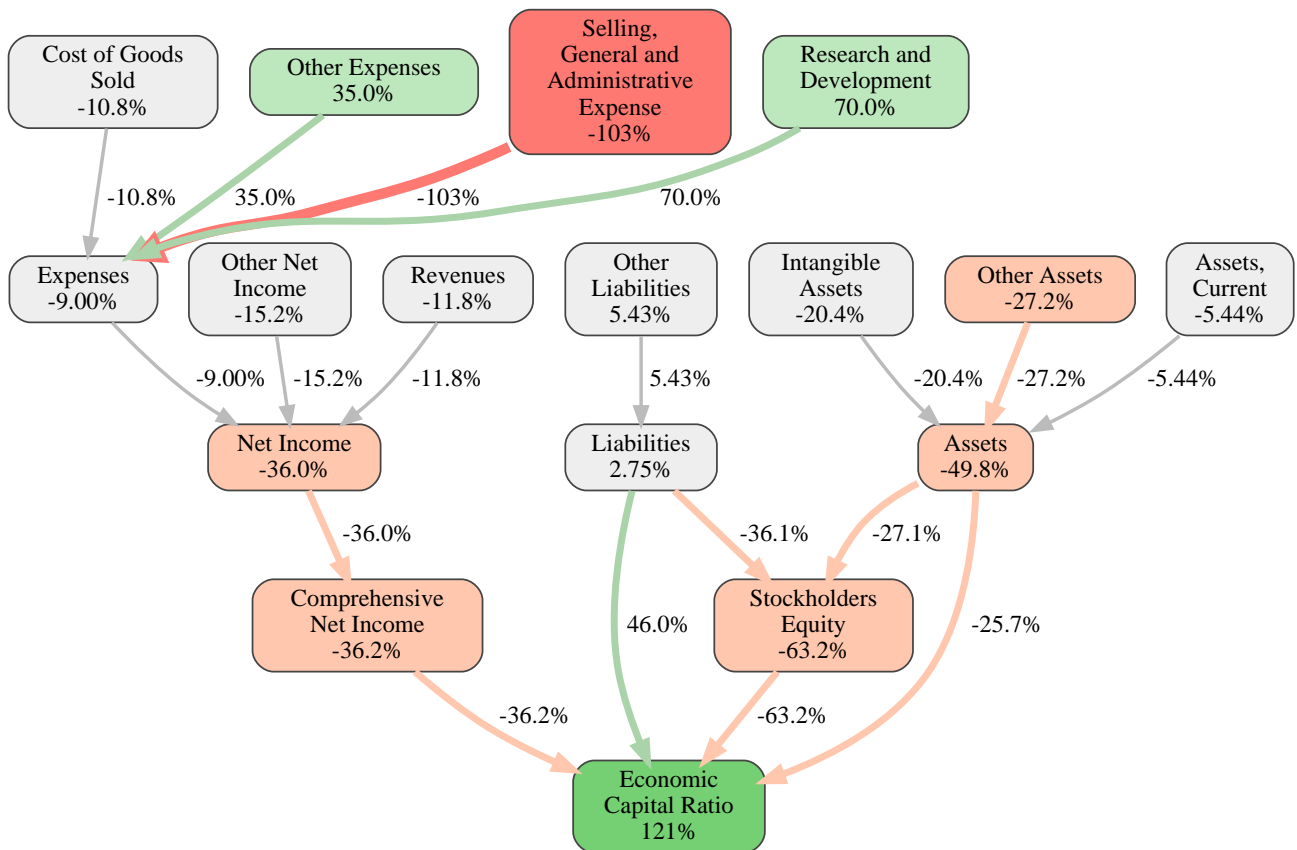 Cost of Goods
Sold
-10.8%
Other Expenses
35.0%
Selling,
General and
Administrative
Expense
-103%
Research and
Development
70.0%
-10.8%
35.0%
-103%
70.0%
Expenses
-9.00%
Other Net
Income
-15.2%
Revenues
-11.8%
Other
Liabilities
5.43%
Intangible
Assets
-20.4%
Other Assets
-27.2%
Assets,
Current
-5.44%
-9.00%
-15.2%
-11.8%
5.43%
-20.4%
-27.2%
-5.44%
Net Income
-36.0%
Liabilities
2.75%
Assets
-49.8%
-36.0%
-36.1%
-27.1%
Comprehensive
Net Income
-36.2%
46.0%
Stockholders
Equity
-63.2%
-25.7%
-36.2%
-63.2%
Economic
Capital Ratio
121%